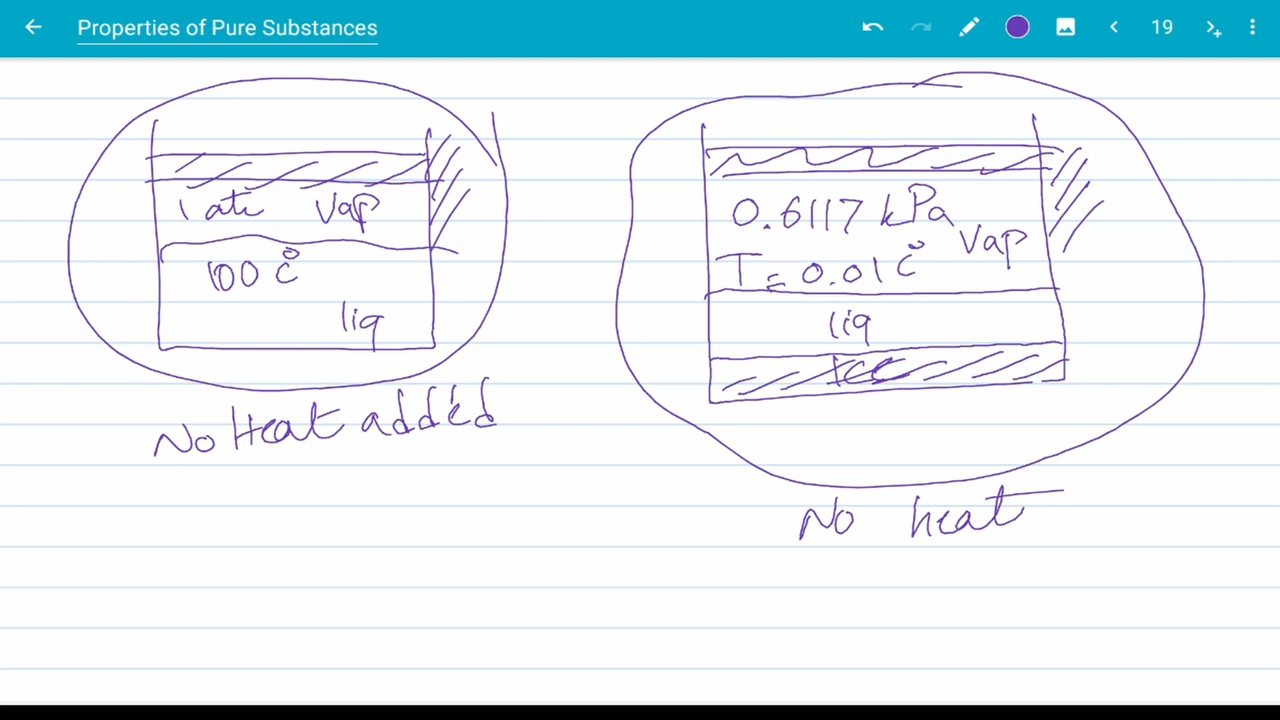 Properties of Pure Substances
19
1 atm Vap
100 °C
liq
No Heat added
0.6117 kPa
Vap
T = 0.01 °C
liq
Ice
No heat